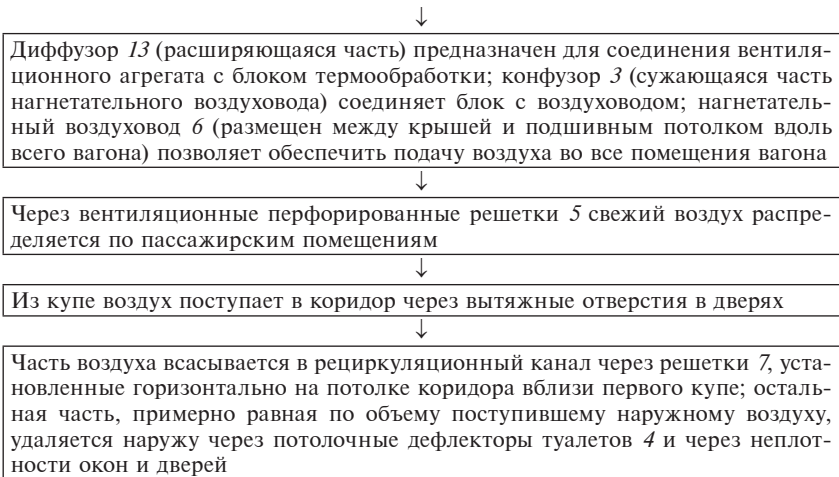 Диффузор 13 (расширяющаяся часть) предназначен для соединения вентиля-
ционного агрегата с блоком термообработки; конфузор 3 (сужающаяся часть
нагнетательного воздуховода) соединяет блок с воздуховодом; нагнетатель-
ный воздуховод 6 (размещен между крышей и подшивным потолком вдоль
всего вагона) позволяет обеспечить подачу воздуха во все помещения вагона
Через вентиляционные перфорированные решетки 5 свежий воздух распре-
деляется по пассажирским помещениям
Из купе воздух поступает в коридор через вытяжные отверстия в дверях
Часть воздуха всасывается в рециркуляционный канал через решетки 7, уста-
новленные горизонтально на потолке коридора вблизи первого купе; осталь-
ная часть, примерно равная по объему поступившему наружному воздуху,
удаляется наружу через потолочные дефлекторы туалетов 4 и через неплот-
ности окон и дверей